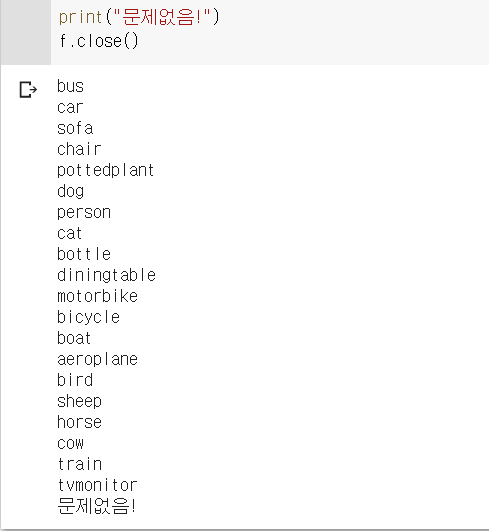 print("문제없음!")
f.close()
bus
car
sofa
chair
pottedplant
dog
person
cat
bottle
diningtable
motorbike
bicycle
boat
aeroplane
bird
sheep
horse
cow
train
tvmonitor
문제없음!